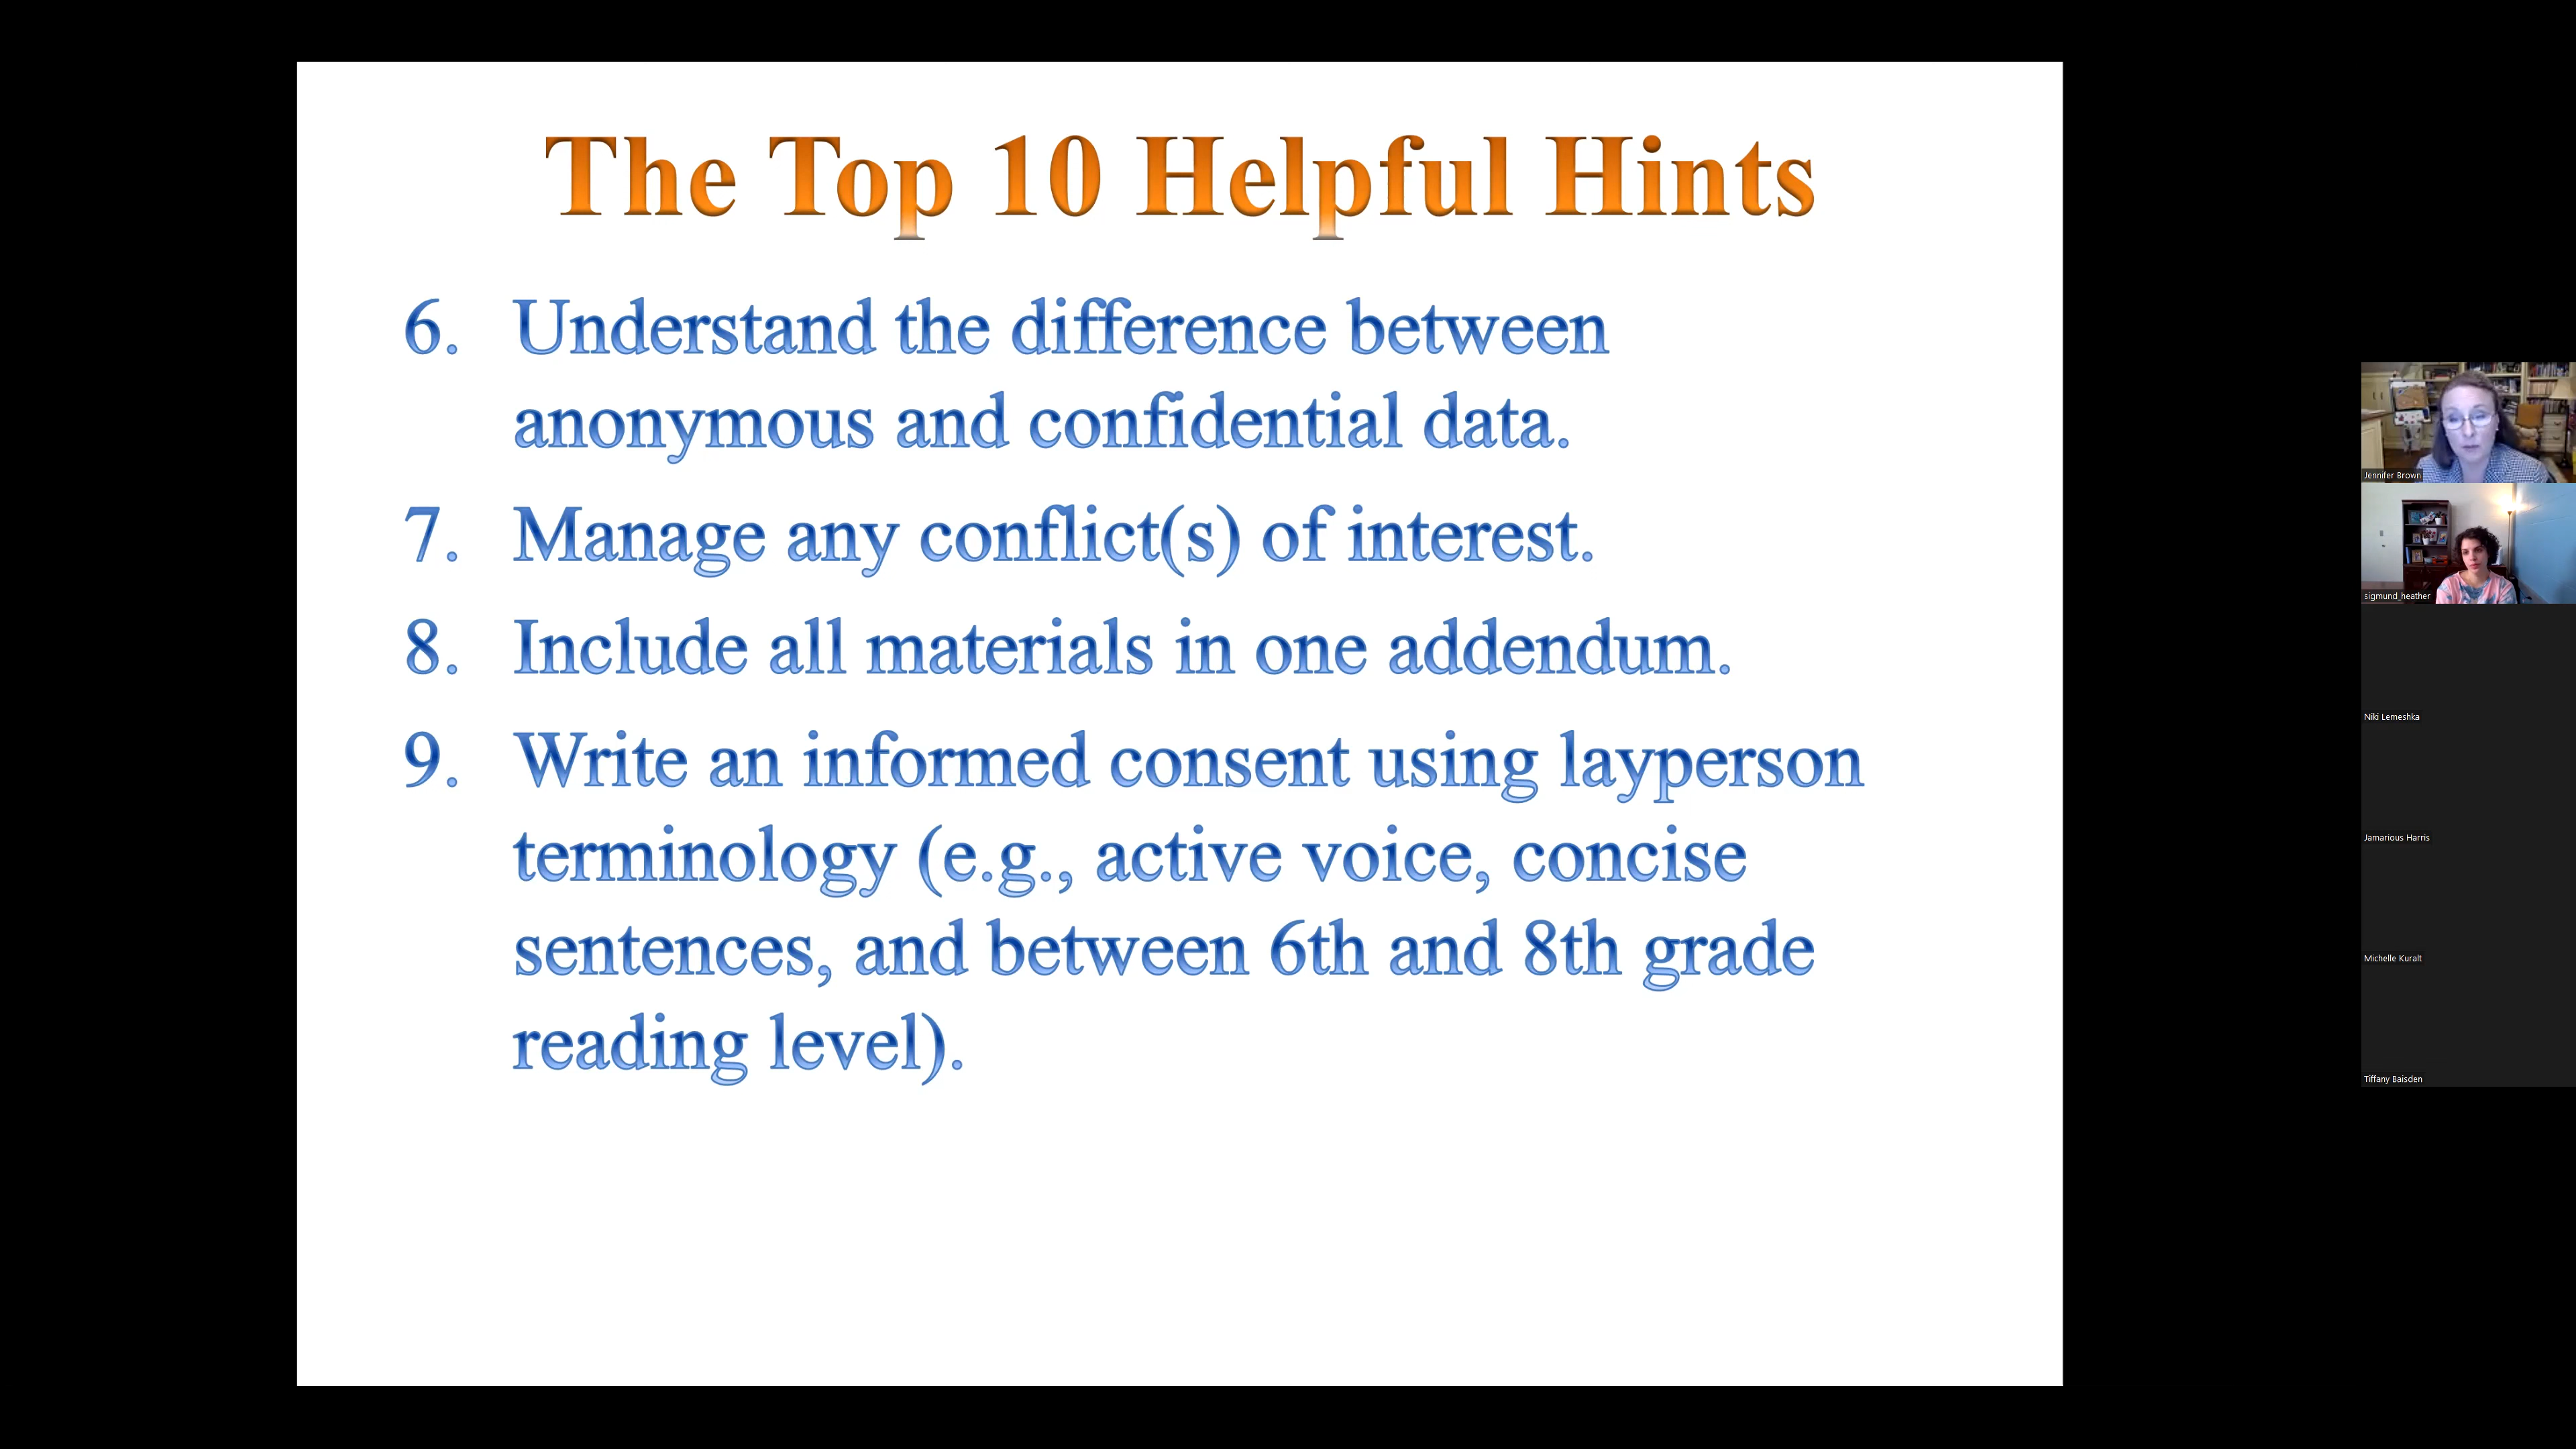 The Top 10 Helpful Hints
6. Understand the difference between
anonymous and confidential data.
7. Manage any conflict(s) of interest.
8. Include all materials in one addendum.
9. Write an informed consent using layperson
terminology (e.g., active voice, concise
sentences, and between 6th and 8th grade
reading level).
Jennifer Brown
sigmund_heather
Niki Lemeshka
Jamarious Harris
Michelle Kuralt
Tiffany Baisden